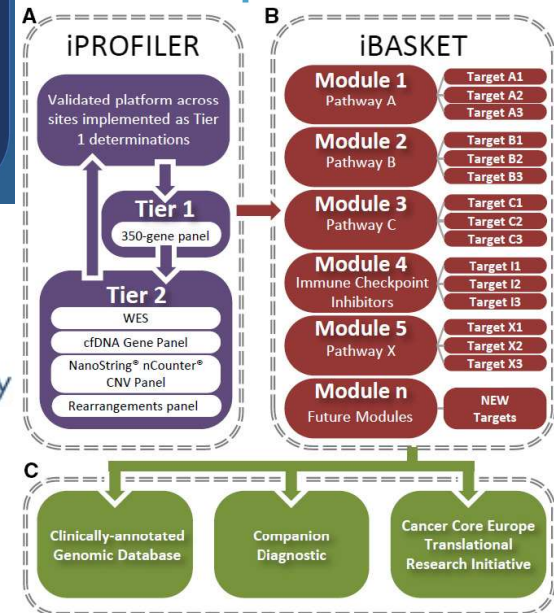 A
iPROFILER
Validated platform across
sites implemented as Tier
1 determinations
Tier 1
350-gene panel
Tier 2
WES
cfDNA Gene Panel
NanoString® nCounter®
CNV Panel
Rearrangements panel
B
iBASKET
Module 1
Pathway A
Target A1
Target A2
Target A3
Module 2
Pathway B
Target B1
Target B2
Target B3
Module 3
Pathway C
Target C1
Target C2
Target C3
Module 4
Immune Checkpoint
Inhibitors
Target I1
Target I2
Target I3
Module 5
Pathway X
Target X1
Target X2
Target X3
Module n
Future Modules
NEW
Targets
C
Clinically-annotated
Genomic Database
Companion
Diagnostic
Cancer Core Europe
Translational
Research Initiative